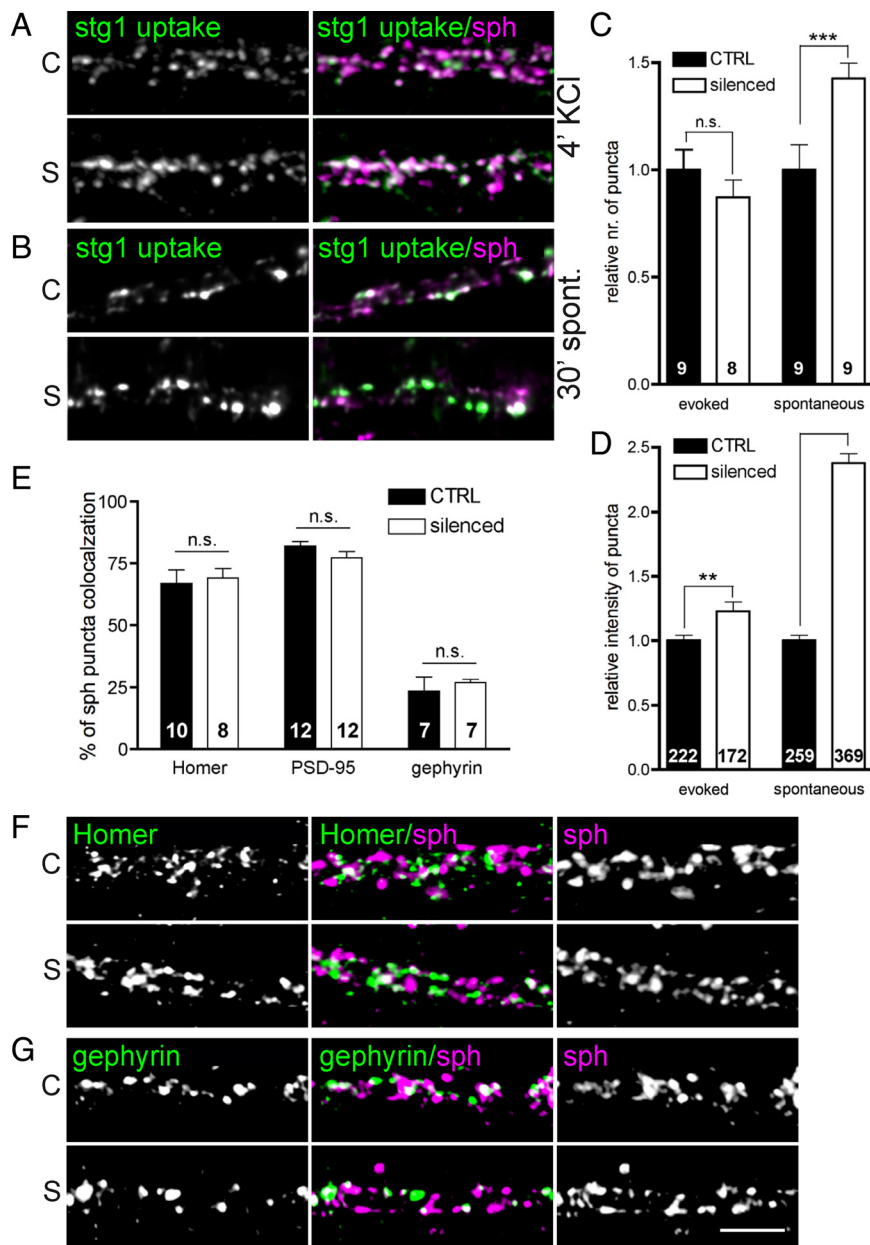 A
stg1 uptake
stg1 uptake/sph
C
S
4' KCl
B
stg1 uptake
stg1 uptake/sph
C
S
30' spont.
C
CTRL
silenced
***
n.s.
1.5
1.0
0.5
0.0
relative nr. of puncta
9
8
9
9
evoked
spontaneous
D
CTRL
silenced
**
2.5
2.0
1.5
1.0
0.5
0.0
relative intensity of puncta
222
172
259
369
evoked
spontaneous
E
CTRL
silenced
n.s.
n.s.
n.s.
100
75
50
25
0
% of sph puncta colocalzation
10
8
12
12
7
7
Homer
PSD-95
gephyrin
F
Homer
Homer/sph
sph
C
S
G
gephyrin
gephyrin/sph
sph
C
S